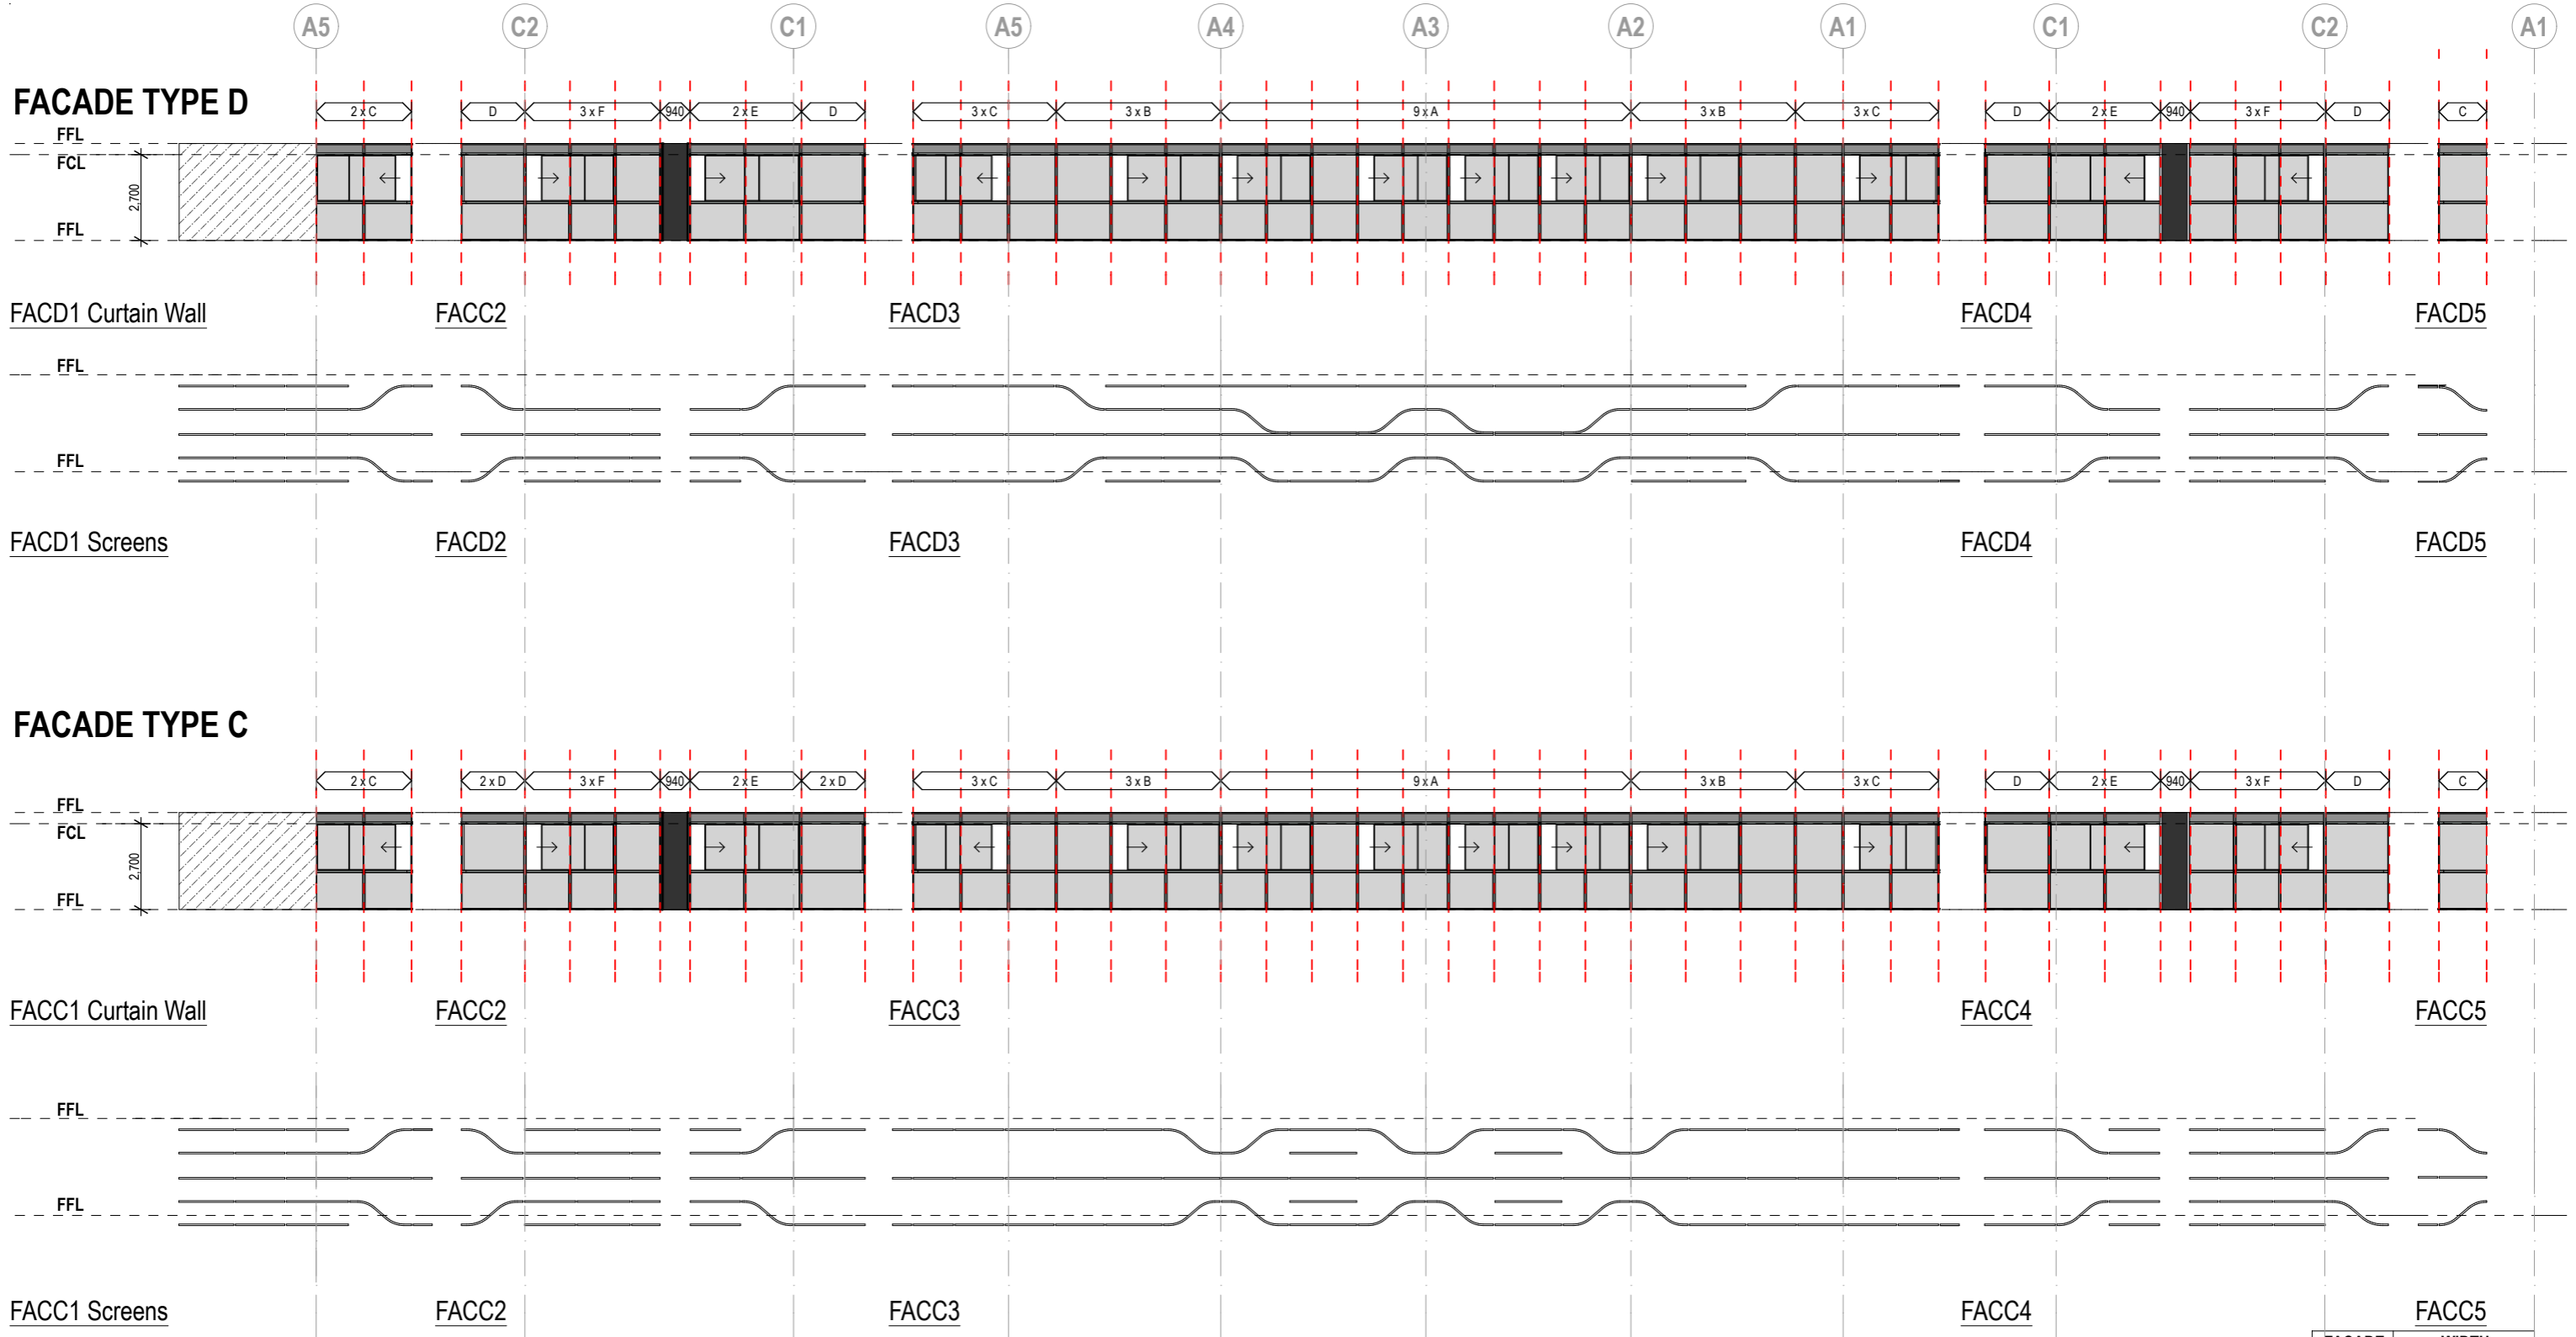 A5 C2 C1 A5 A4 A3 A2 A1 C1 C2 A1
FACADE TYPE D
2 x C D 3 x F 940 2 x E D 3 x C 3 x B 9 x A 3 x B 3 x C D 2 x E 940 3 x F D C
FFL
FCL
2,700
FFL
FACD1 Curtain Wall FACC2 FACD3 FACD4 FACD5
FFL
FFL
FACD1 Screens FACD2 FACD3 FACD4 FACD5
FACADE TYPE C
2 x C 2 x D 3 x F 940 2 x E 2 x D 3 x C 3 x B 9 x A 3 x B 3 x C D 2 x E 940 3 x F D C
FFL
FCL
2,700
FFL
FACC1 Curtain Wall FACC2 FACC3 FACC4 FACC5
FFL
FFL
FACC1 Screens FACC2 FACC3 FACC4 FACC5
FACADE WIDTH